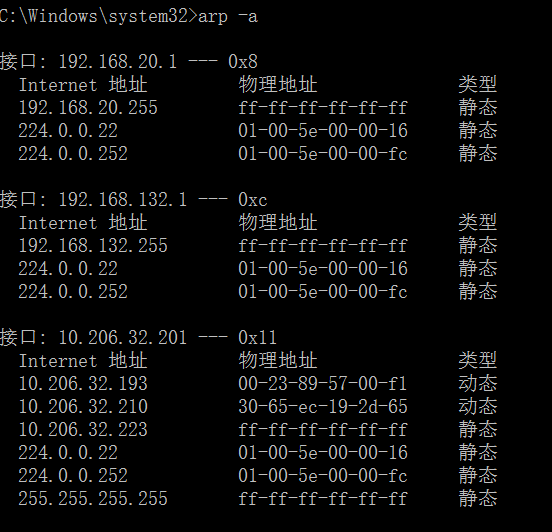 C:\Windows\system32>arp -a
接口: 192.168.20.1 --- 0x8
Internet 地址 物理地址 类型
192.168.20.255 ff-ff-ff-ff-ff-ff 静态
224.0.0.22 01-00-5e-00-00-16 静态
224.0.0.252 01-00-5e-00-00-fc 静态
接口: 192.168.132.1 --- 0xc
Internet 地址 物理地址 类型
192.168.132.255 ff-ff-ff-ff-ff-ff 静态
224.0.0.22 01-00-5e-00-00-16 静态
224.0.0.252 01-00-5e-00-00-fc 静态
接口: 10.206.32.201 --- 0x11
Internet 地址 物理地址 类型
10.206.32.193 00-23-89-57-00-f1 动态
10.206.32.210 30-65-ec-19-2d-65 动态
10.206.32.223 ff-ff-ff-ff-ff-ff 静态
224.0.0.22 01-00-5e-00-00-16 静态
224.0.0.252 01-00-5e-00-00-fc 静态
255.255.255.255 ff-ff-ff-ff-ff-ff 静态